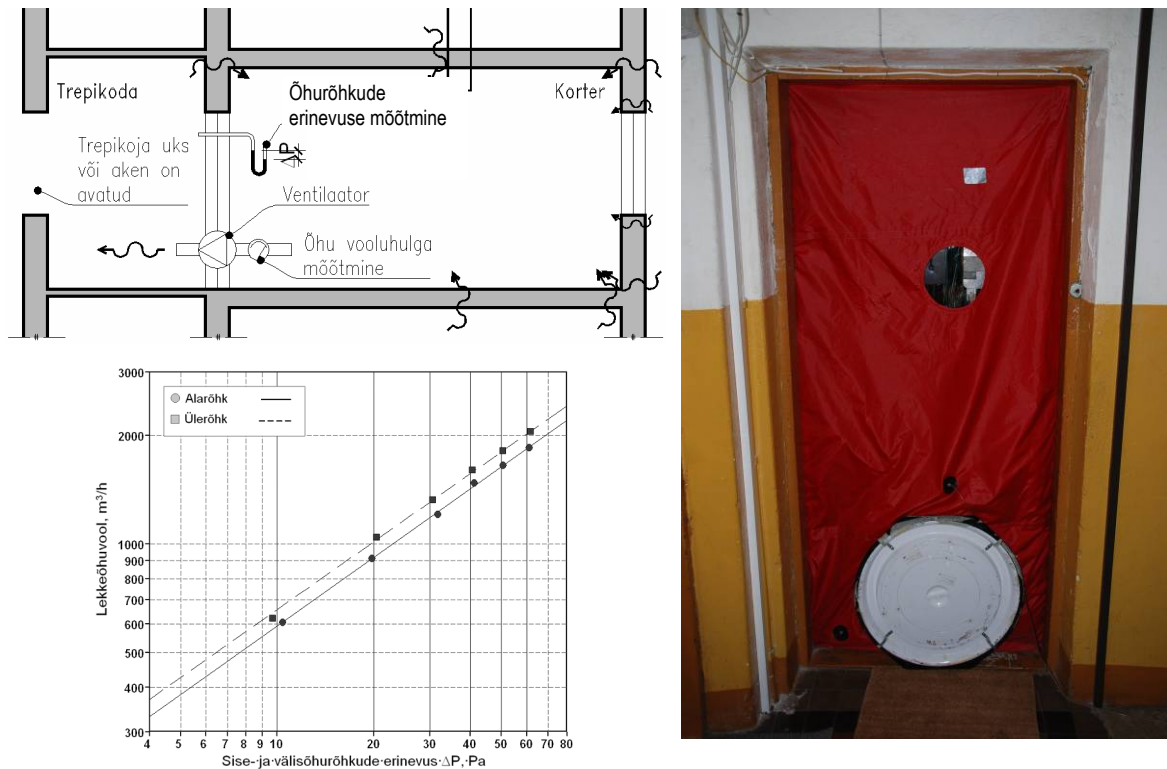 Trepikoda
Õhurõhkude
erinevuse mõõtmine
Korter
ΔP
Trepikoja uks
või aken on
avatud
Ventilaator
Õhu vooluhulga
mõõtmine
3000
2000
1000
900
800
700
600
500
400
300
Alarõhk
Ülerõhk
Lekkeõhuvool, m³/h
4 5 6 7 8 9 10 20 30 40 50 60 70 80
Sise-·ja·välisõhurõhkude·erinevus·ΔP,·Pa